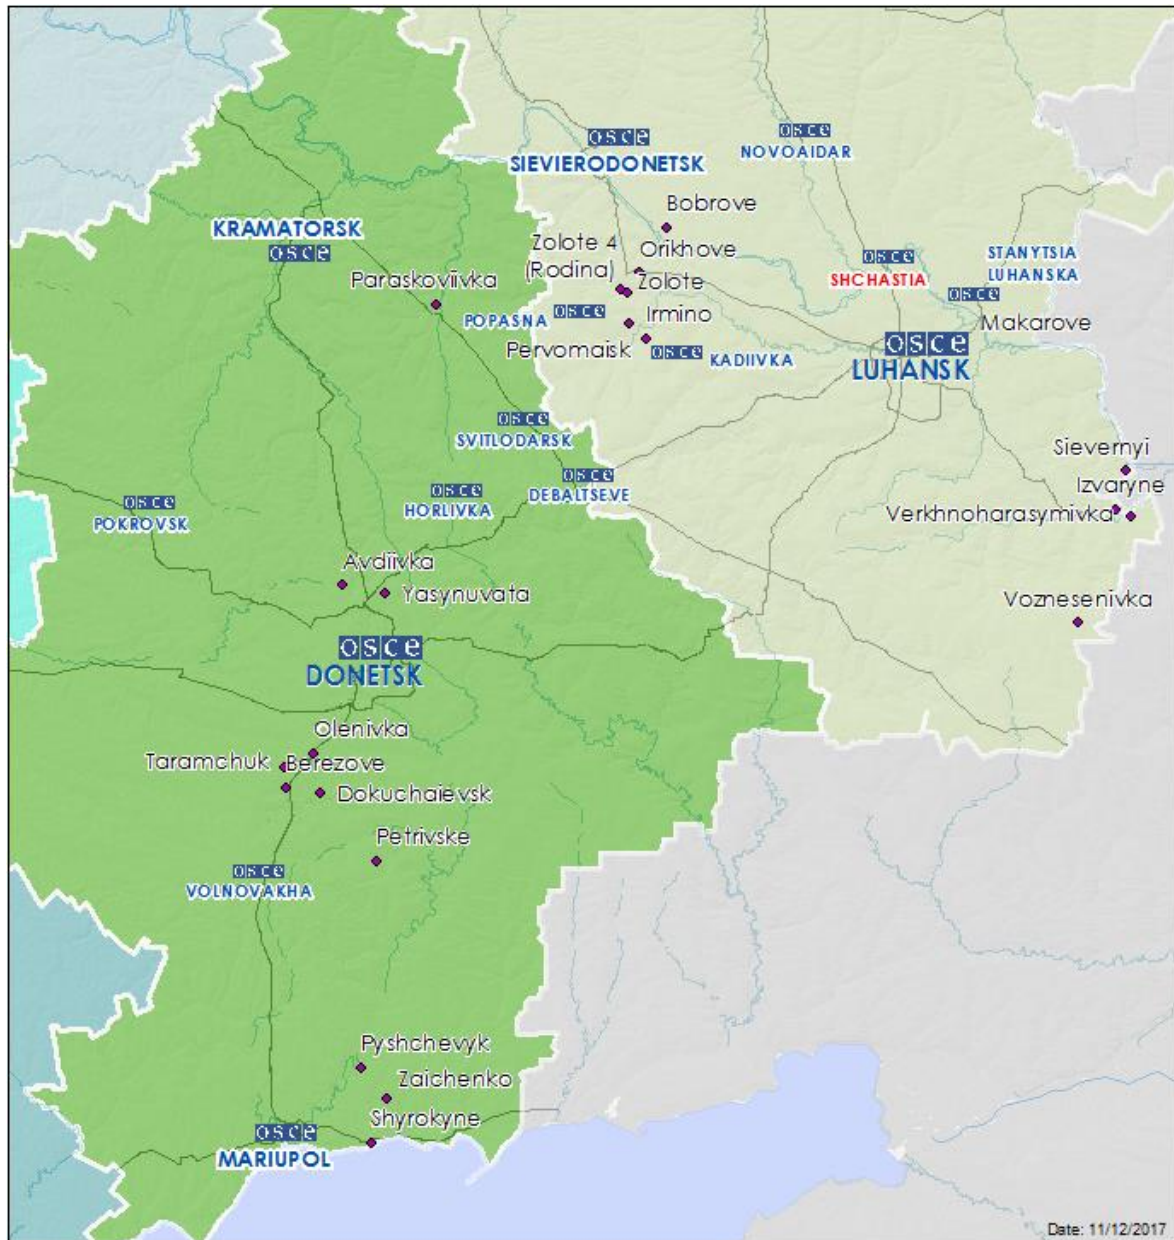 osce
SIEVIERODONETSK
osce
NOVOAIDAR
KRAMATORSK
osce
Bobrove
Zolote 4
(Rodina)
Orikhove
Zolote
osce
SHCHASTIA
STANYTSIA
LUHANSKA
osce
Makarove
Paraskoviivka
POPASNA
osce
Irmino
Pervomaisk
osce
KADIIVKA
osce
LUHANSK
osce
SVITLODARSK
osce
DEBALTSEVE
osce
HORLIVKA
osce
POKROVSK
Sievernyi
Izvaryne
Verkhnoharasymivka
Voznesenivka
Avdiivka
Yasynuvata
osce
DONETSK
Olenivka
Taramchuk
Berezove
Dokuchaievsk
Petrivske
osce
VOLNOVAKHA
Pyshchevyk
Zaichenko
Shyrokyne
osce
MARIUPOL
Date: 11/12/2017